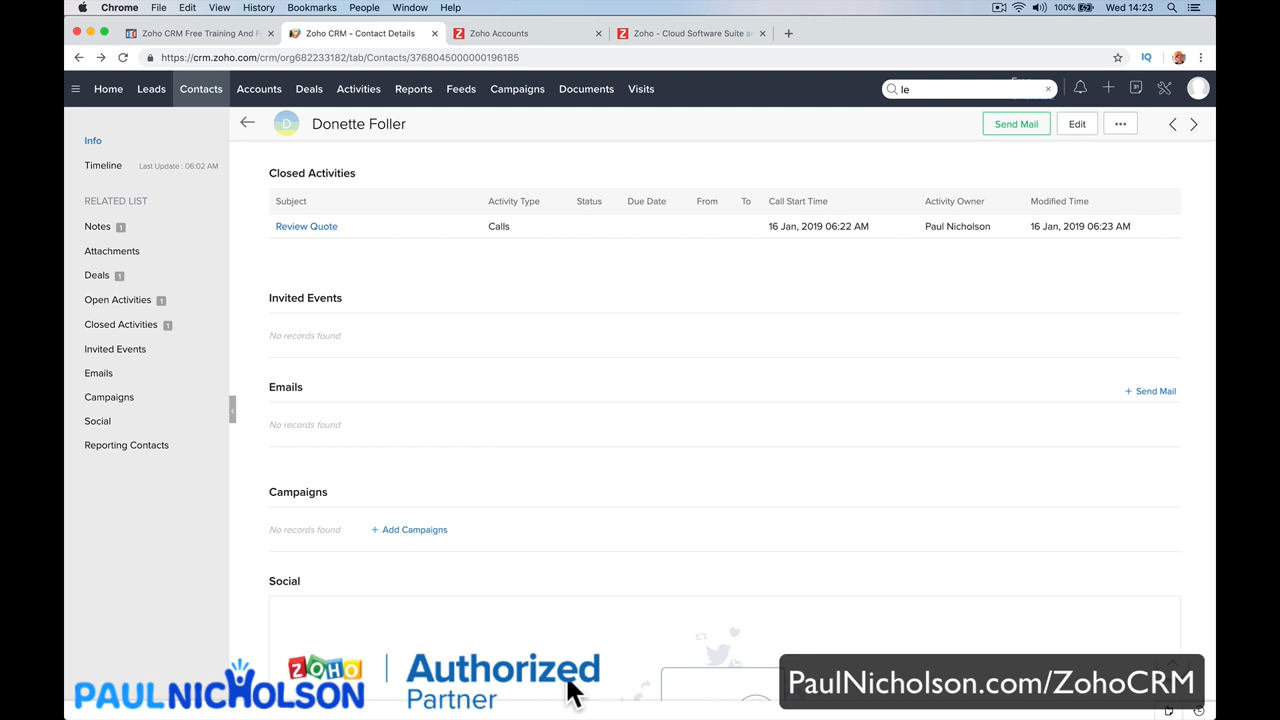 Chrome File Edit View History Bookmarks People Window Help 100% Wed 14:23
Zoho CRM Free Training And F Zoho CRM - Contact Details Zoho Accounts Zoho - Cloud Software Suite a
https://crm.zoho.com/crm/org682233182/tab/Contacts/3768045000000196185 IQ
Home Leads Contacts Accounts Deals Activities Reports Feeds Campaigns Documents Visits le 31
D Donette Foller Send Mail Edit
Info
Timeline Last Update : 06:02 AM
RELATED LIST
Notes 1
Attachments
Deals 1
Open Activities 1
Closed Activities 1
Invited Events
Emails
Campaigns
Social
Reporting Contacts
Closed Activities
Subject Activity Type Status Due Date From To Call Start Time Activity Owner Modified Time
Review Quote Calls 16 Jan, 2019 06:22 AM Paul Nicholson 16 Jan, 2019 06:23 AM
Invited Events
No records found
Emails
+ Send Mail
No records found
Campaigns
No records found + Add Campaigns
Social
ZOHO
PAULNICHOLSON
Authorized
Partner
PaulNicholson.com/ZohoCRM